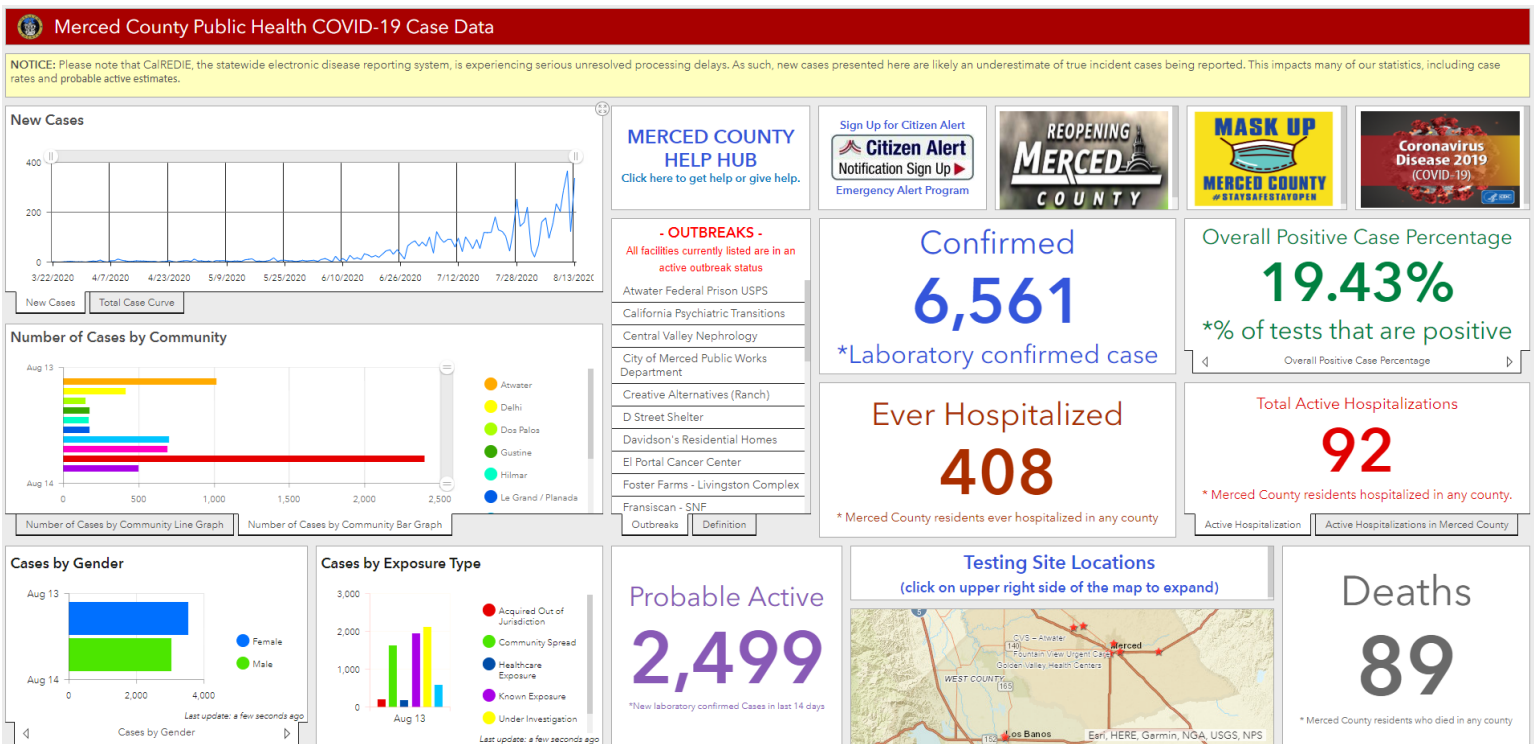 Merced County Public Health COVID-19 Case Data
NOTICE: Please note that CalREDIE, the statewide electronic disease reporting system, is experiencing serious unresolved processing delays. As such, new cases presented here are likely an underestimate of true incident cases being reported. This impacts many of our statistics, including case
rates and probable active estimates.
New Cases
400
200
0
3/22/2020 4/7/2020 4/23/2020 5/9/2020 5/25/2020 6/10/2020 6/26/2020 7/12/2020 7/28/2020 8/13/2020
New Cases
Total Case Curve
MERCED COUNTY
HELP HUB
Click here to get help or give help.
Sign Up for Citizen Alert
Citizen Alert
Notification Sign Up
Emergency Alert Program
REOPENING
MERCED
COUNTY
MASK UP
MERCED COUNTY
#STAYSAFESTAYOPEN
Coronavirus
Disease 2019
(COVID-19)
CDC
- OUTBREAKS -
All facilities currently listed are in an
active outbreak status
Atwater Federal Prison USPS
California Psychiatric Transitions
Central Valley Nephrology
City of Merced Public Works
Department
Creative Alternatives (Ranch)
D Street Shelter
Davidson's Residential Homes
El Portal Cancer Center
Foster Farms - Livingston Complex
Fransiscan - SNF
Outbreaks
Definition
Confirmed
6,561
*Laboratory confirmed case
Overall Positive Case Percentage
19.43%
*% of tests that are positive
Overall Positive Case Percentage
Number of Cases by Community
Aug 13
Aug 14
0 500 1,000 1,500 2,000 2,500
Atwater
Delhi
Dos Palos
Gustine
Hilmar
Le Grand / Planada
Number of Cases by Community Line Graph
Number of Cases by Community Bar Graph
Ever Hospitalized
408
* Merced County residents ever hospitalized in any county
Total Active Hospitalizations
92
* Merced County residents hospitalized in any county.
Active Hospitalization
Active Hospitalizations in Merced County
Cases by Gender
Aug 13
Aug 14
0 2,000 4,000
Female
Male
Last update: a few seconds ago
Cases by Gender
Cases by Exposure Type
3,000
2,000
1,000
0
Aug 13
Acquired Out of
Jurisdiction
Community Spread
Healthcare
Exposure
Known Exposure
Under Investigation
Last update: a few seconds ago
Probable Active
2,499
*New laboratory confirmed Cases in last 14 days
Testing Site Locations
(click on upper right side of the map to expand)
5
CVS – Atwater
140
Merced
Fountain View Urgent Care
Golden Valley Health Centers
WEST COUNTY
165
152
Los Banos
Esri, HERE, Garmin, NGA, USGS, NPS
Deaths
89
* Merced County residents who died in any county